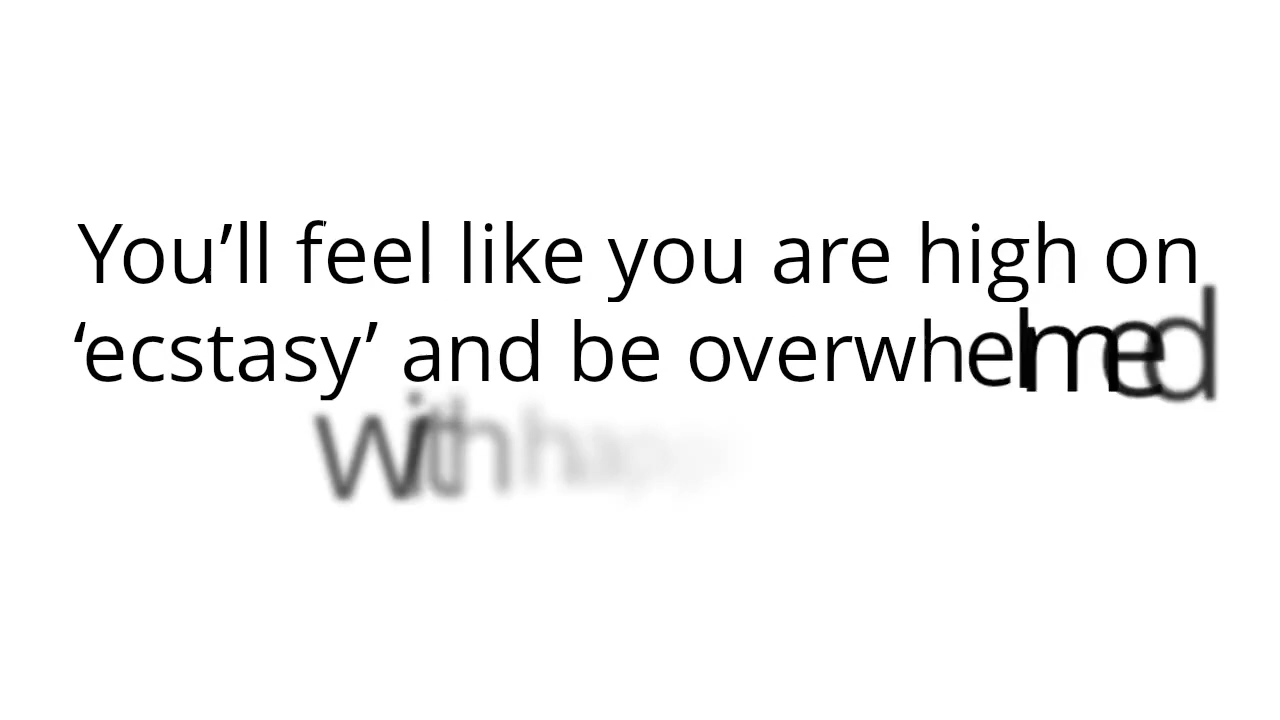 You’ll feel like you are high on
‘ecstasy’ and be overwhelmed
with